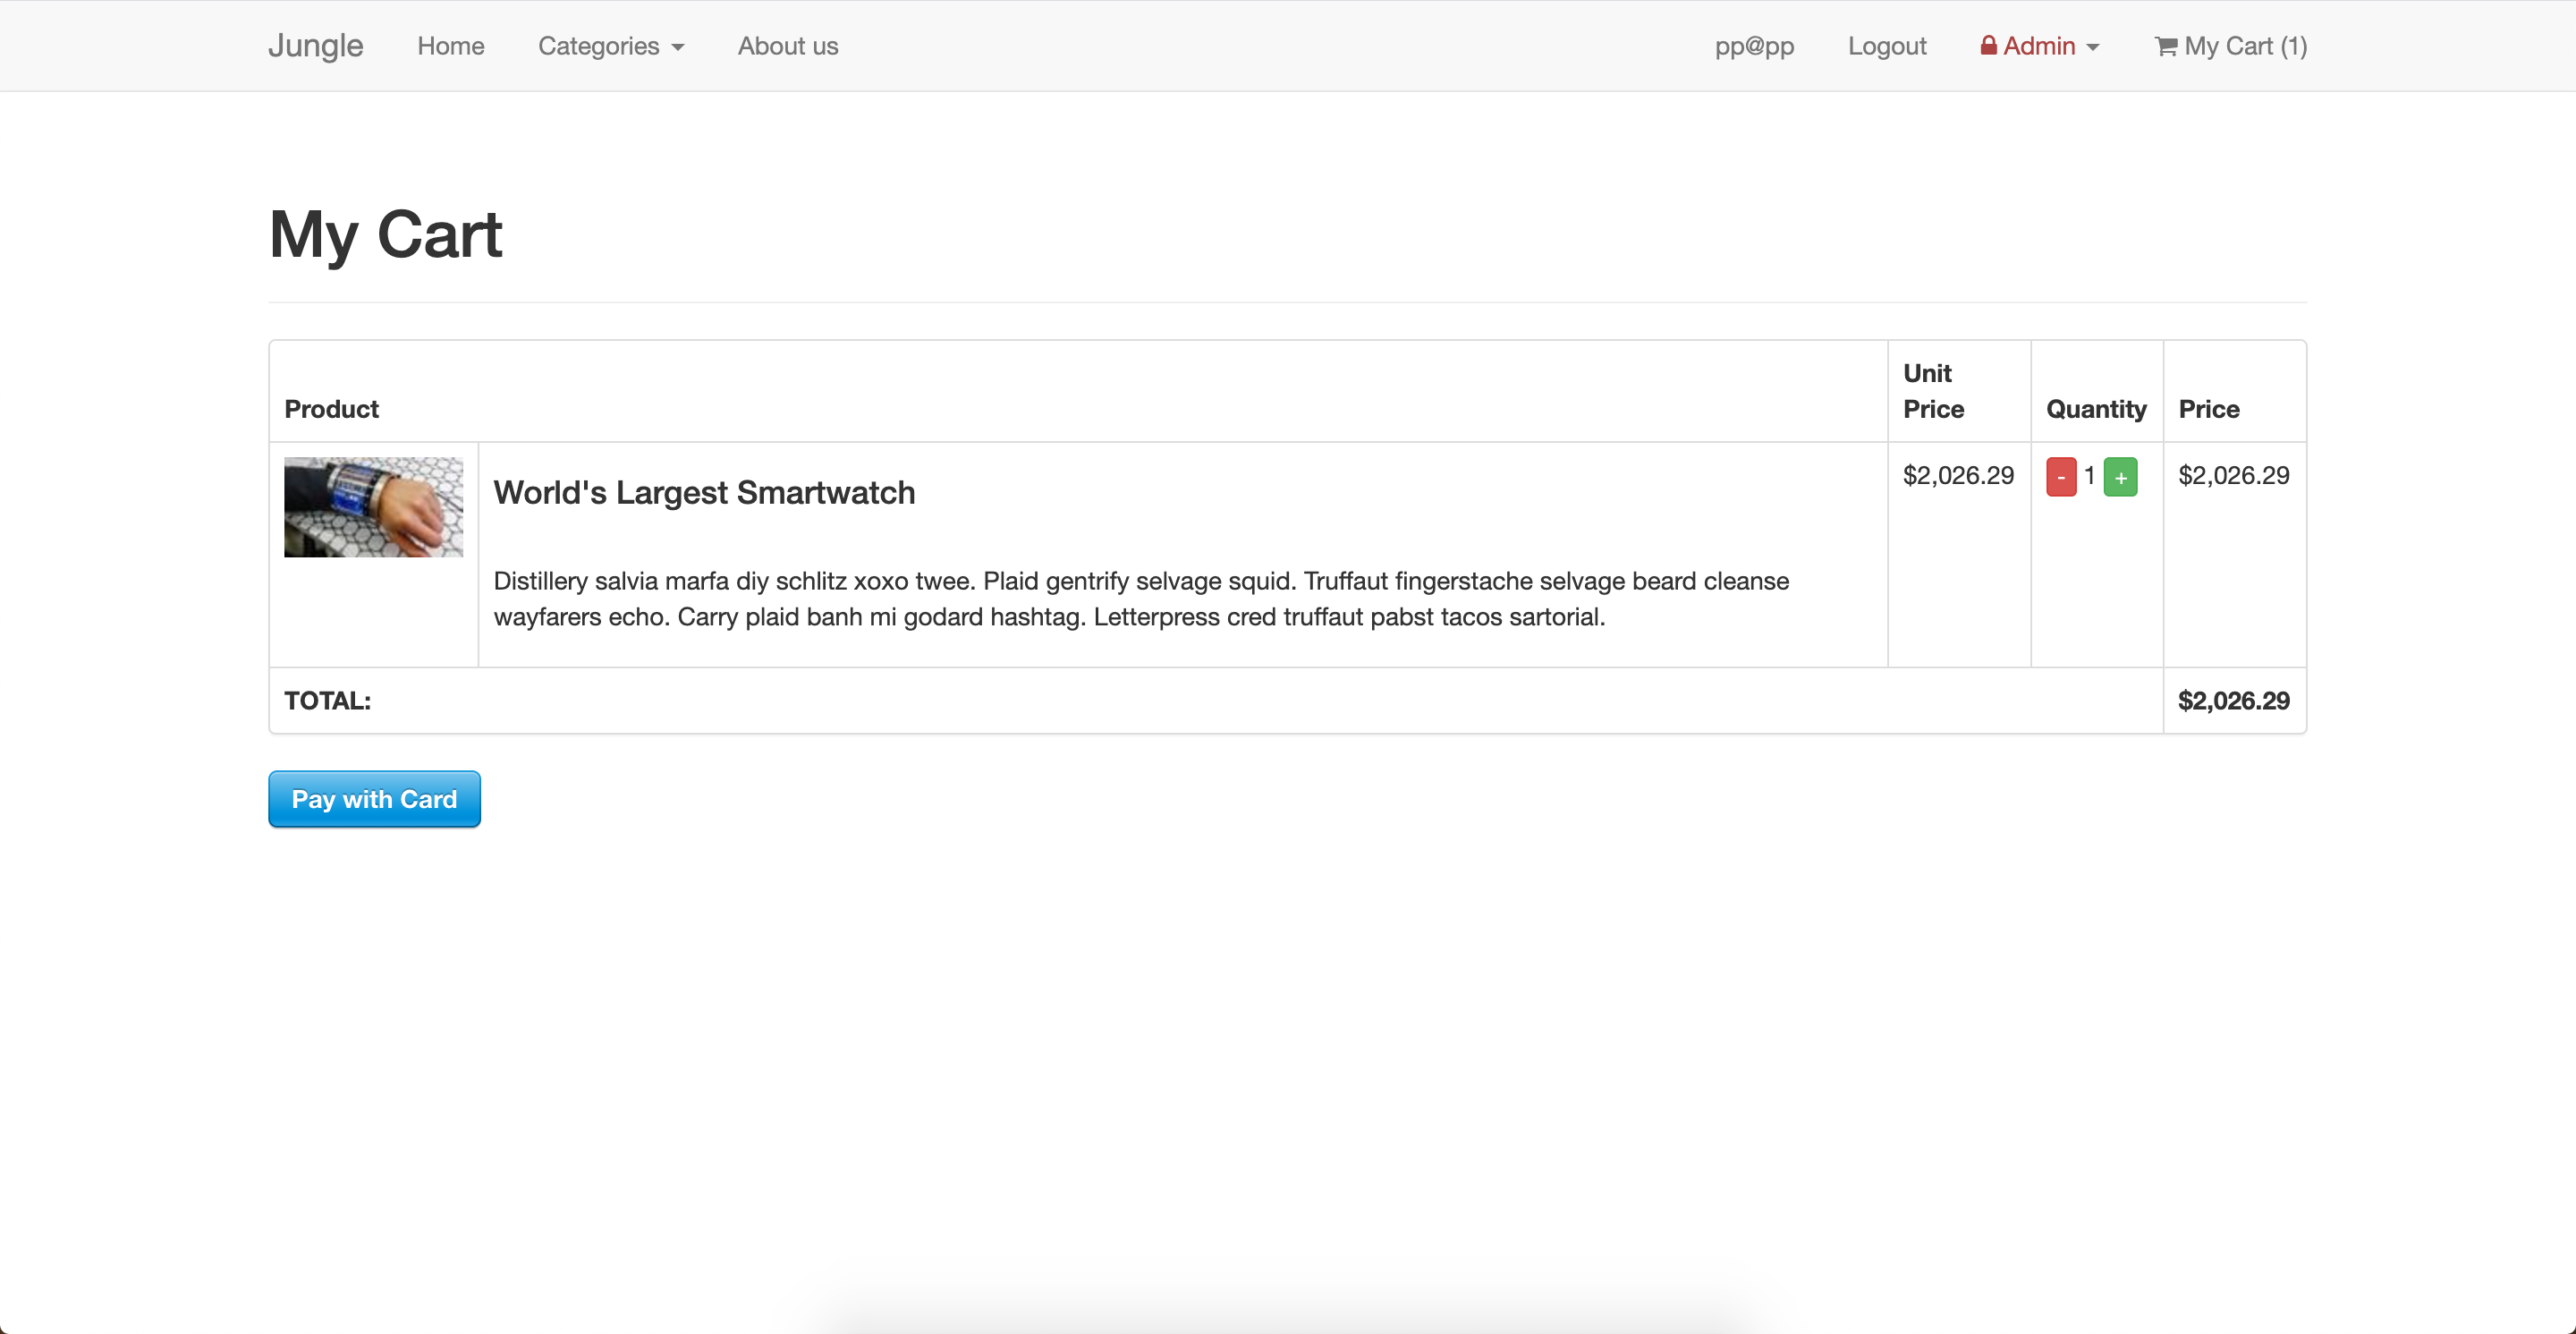 Jungle Home Categories About us pp@pp Logout Admin My Cart (1)
My Cart
Product Unit Price Quantity Price
World's Largest Smartwatch $2,026.29 - 1 + $2,026.29
Distillery salvia marfa diy schlitz xoxo twee. Plaid gentrify selvage squid. Truffaut fingerstache selvage beard cleanse
wayfarers echo. Carry plaid banh mi godard hashtag. Letterpress cred truffaut pabst tacos sartorial.
TOTAL: $2,026.29
Pay with Card